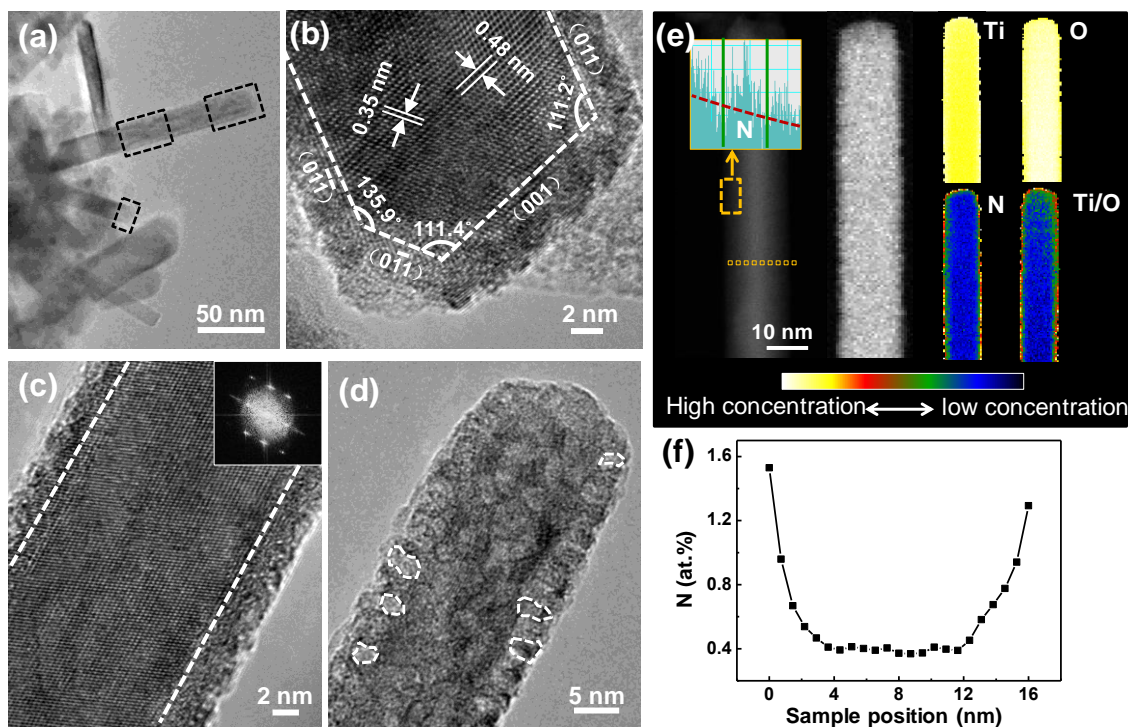 (a)
50 nm
(b)
0.48 nm
0.35 nm
(011)
111.2°
(001)
111.4°
(01̄1̄)
135.9°
(011̄)
2 nm
(c)
2 nm
(d)
5 nm
(e)
N
10 nm
Ti
O
N
Ti/O
High concentration
low concentration
(f)
N (at.%)
1.6
1.2
0.8
0.4
0
4
8
12
16
Sample position (nm)